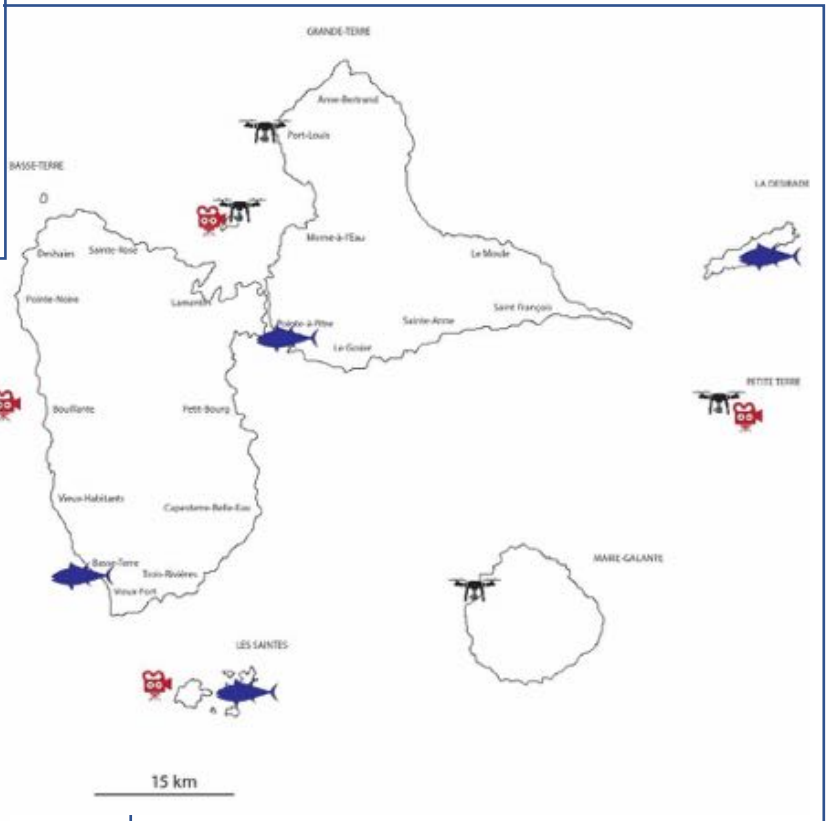 GRANDE-TERRE
Anse-Bertrand
Port-Louis
BASSE-TERRE
LA DESIRADE
Morne-à-l'Eau
Deshaies
Sainte-Rose
Le Moule
Pointe-Noire
Lamentin
Saint François
Sainte-Anne
Pointe-à-Pitre
Le Gosier
PETITE TERRE
Bouillante
Petit-Bourg
Vieux-Habitants
Capesterre-Belle-Eau
MARIE-GALANTE
Basse-Terre
Trois-Rivières
Vieux-Fort
LES SAINTES
15 km